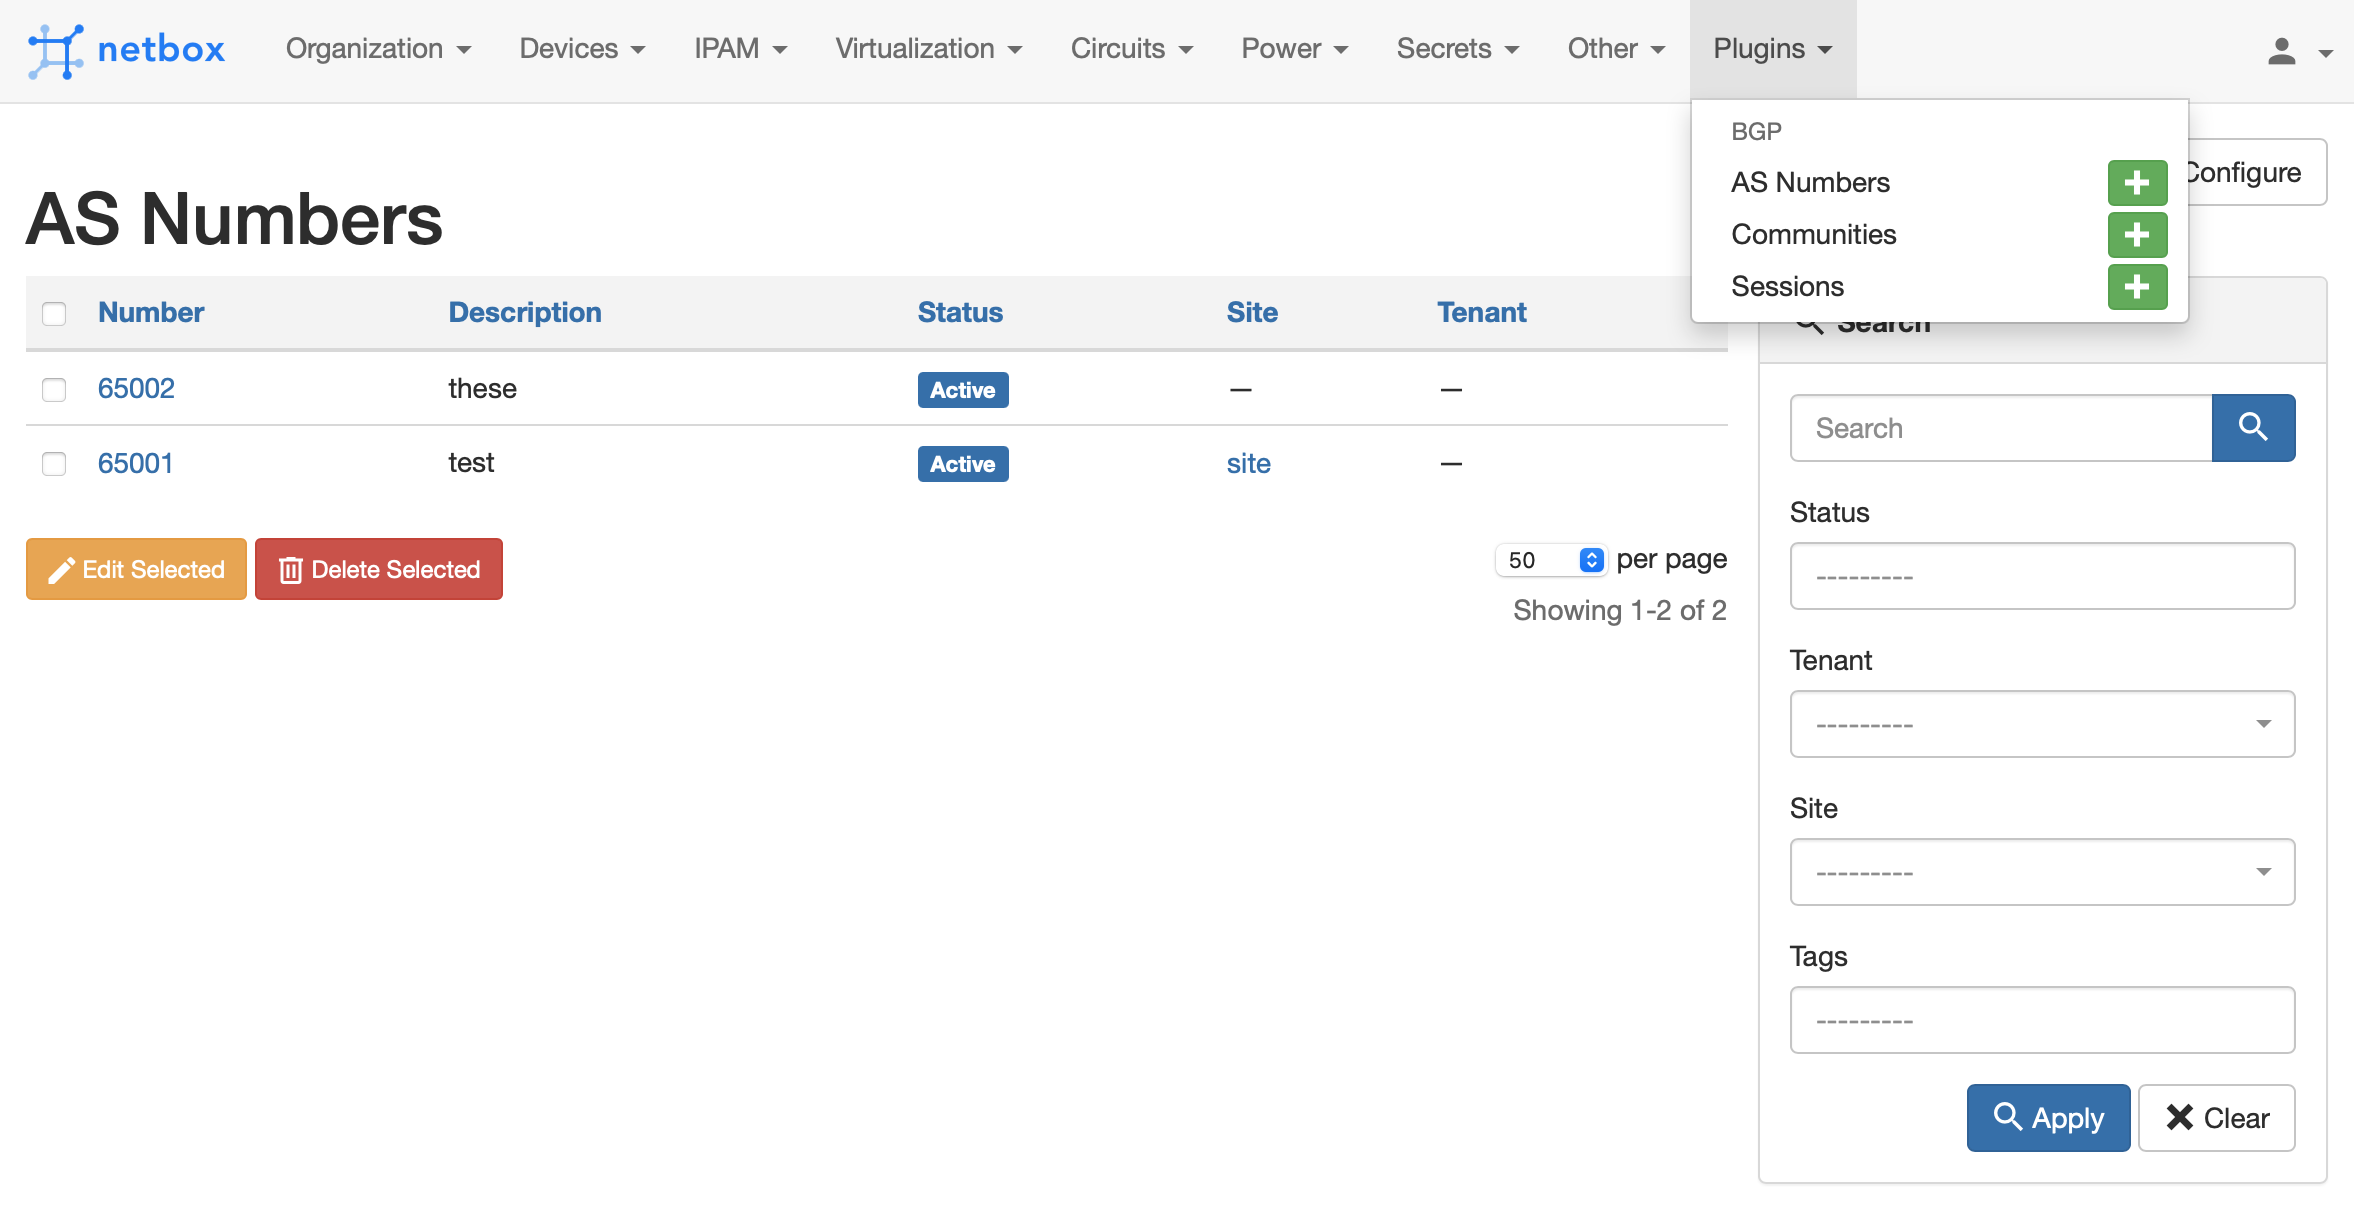 netbox Organization Devices IPAM Virtualization Circuits Power Secrets Other Plugins
BGP
AS Numbers
Communities
Sessions
Configure
AS Numbers
Number Description Status Site Tenant
65002 these Active — —
65001 test Active site —
Edit Selected Delete Selected
50 per page
Showing 1-2 of 2
Search
Search
Status
---------
Tenant
---------
Site
---------
Tags
---------
Apply Clear